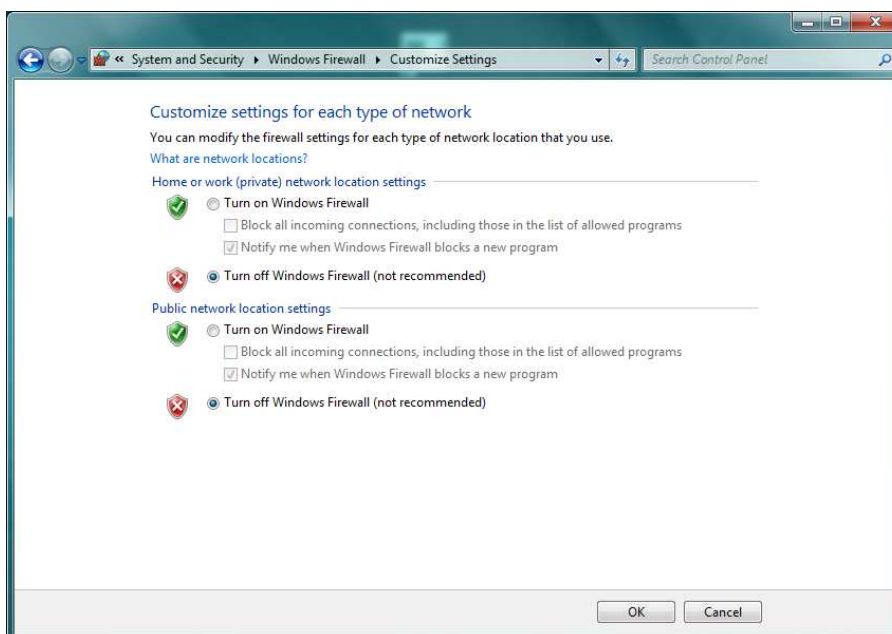 « System and Security ▸ Windows Firewall ▸ Customize Settings
Search Control Panel
Customize settings for each type of network
You can modify the firewall settings for each type of network location that you use.
What are network locations?
Home or work (private) network location settings
Turn on Windows Firewall
Block all incoming connections, including those in the list of allowed programs
Notify me when Windows Firewall blocks a new program
Turn off Windows Firewall (not recommended)
Public network location settings
Turn on Windows Firewall
Block all incoming connections, including those in the list of allowed programs
Notify me when Windows Firewall blocks a new program
Turn off Windows Firewall (not recommended)
OK
Cancel